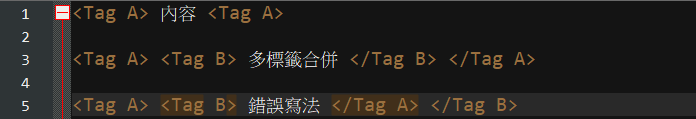 1 <Tag A> 內容 <Tag A>
2
3 <Tag A> <Tag B> 多標籤合併 </Tag B> </Tag A>
4
5 <Tag A> <Tag B> 錯誤寫法 </Tag A> </Tag B>